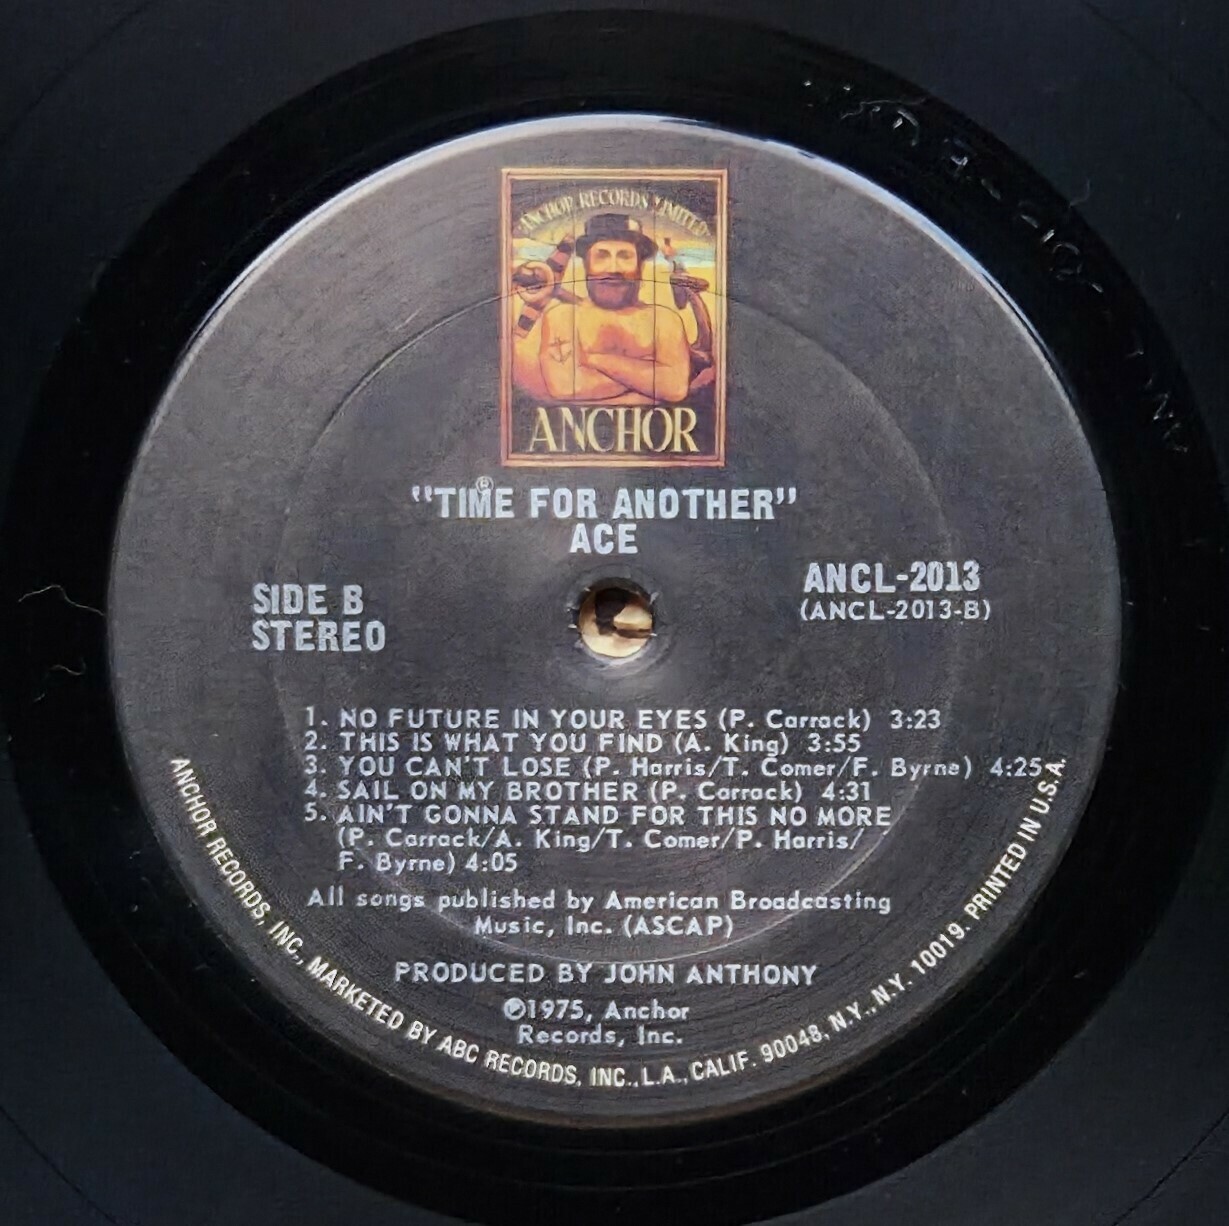 ANCHOR RECORDS LIMITED
ANCHOR
®
"TIME FOR ANOTHER"
ACE
SIDE B
STEREO
ANCL-2013
(ANCL-2013-B)
1. NO FUTURE IN YOUR EYES (P. Carrack) 3:23
2. THIS IS WHAT YOU FIND (A. King) 3:55
3. YOU CAN'T LOSE (P. Harris/T. Comer/F. Byrne) 4:25
4. SAIL ON MY BROTHER (P. Carrack) 4:31
5. AIN'T GONNA STAND FOR THIS NO MORE
(P. Carrack/A. King/T. Comer/P. Harris/
F. Byrne) 4:05
All songs published by American Broadcasting
Music, Inc. (ASCAP)
PRODUCED BY JOHN ANTHONY
℗1975, Anchor
Records, Inc.
ANCHOR RECORDS, INC., MARKETED BY ABC RECORDS, INC., L.A., CALIF. 90048, N.Y., N.Y. 10019. PRINTED IN U.S.A.